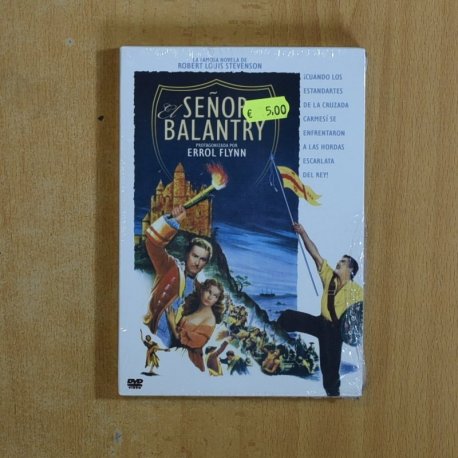 LA FAMOSA NOVELA DE
ROBERT LOUIS STEVENSON
El SEÑOR
BALANTRY
€ 5,00
PROTAGONIZADA POR
ERROL FLYNN
¡CUANDO LOS
ESTANDARTES
DE LA CRUZADA
CARMESÍ SE
ENFRENTARON
A LAS HORDAS
ESCARLATA
DEL REY!
DVD
VIDEO